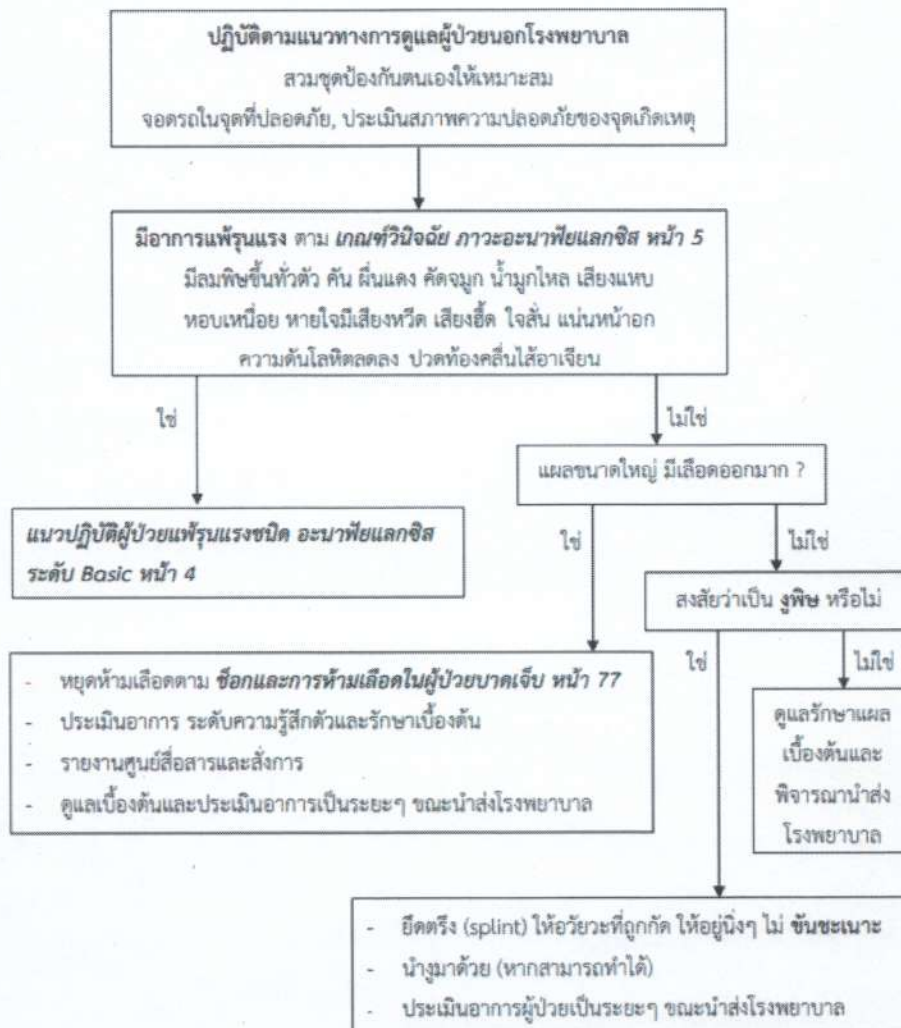 ปฏิบัติตามแนวทางการดูแลผู้ป่วยนอกโรงพยาบาล
สวมชุดป้องกันตนเองให้เหมาะสม
จอดรถในจุดที่ปลอดภัย, ประเมินสภาพความปลอดภัยของจุดเกิดเหตุ
มีอาการแพ้รุนแรง ตาม เกณฑ์วินิจฉัย ภาวะอะนาฟัยแลกซิส หน้า 5
มีลมพิษขึ้นทั่วตัว คัน ผื่นแดง คัดจมูก น้ำมูกไหล เสียงแหบ
หอบเหนื่อย หายใจมีเสียงหวีด เสียงฮื้ด ใจสั่น แน่นหน้าอก
ความดันโลหิตลดลง ปวดท้องคลื่นไส้อาเจียน
ใช่
ไม่ใช่
แผลขนาดใหญ่ มีเลือดออกมาก ?
แนวปฏิบัติผู้ป่วยแพ้รุนแรงชนิด อะนาฟัยแลกซิส
ระดับ Basic หน้า 4
ใช่
ไม่ใช่
สงสัยว่าเป็น งูพิษ หรือไม่
ใช่
ไม่ใช่
- หยุดห้ามเลือดตาม ช็อกและการห้ามเลือดในผู้ป่วยบาดเจ็บ หน้า 77
- ประเมินอาการ ระดับความรู้สึกตัวและรักษาเบื้องต้น
- รายงานศูนย์สื่อสารและสั่งการ
- ดูแลเบื้องต้นและประเมินอาการเป็นระยะๆ ขณะนำส่งโรงพยาบาล
ดูแลรักษาแผล
เบื้องต้นและ
พิจารณานำส่ง
โรงพยาบาล
- ยึดตรึง (splint) ให้อวัยวะที่ถูกกัด ให้อยู่นิ่งๆ ไม่ ขันชะเนาะ
- นำงูมาด้วย (หากสามารถทำได้)
- ประเมินอาการผู้ป่วยเป็นระยะๆ ขณะนำส่งโรงพยาบาล